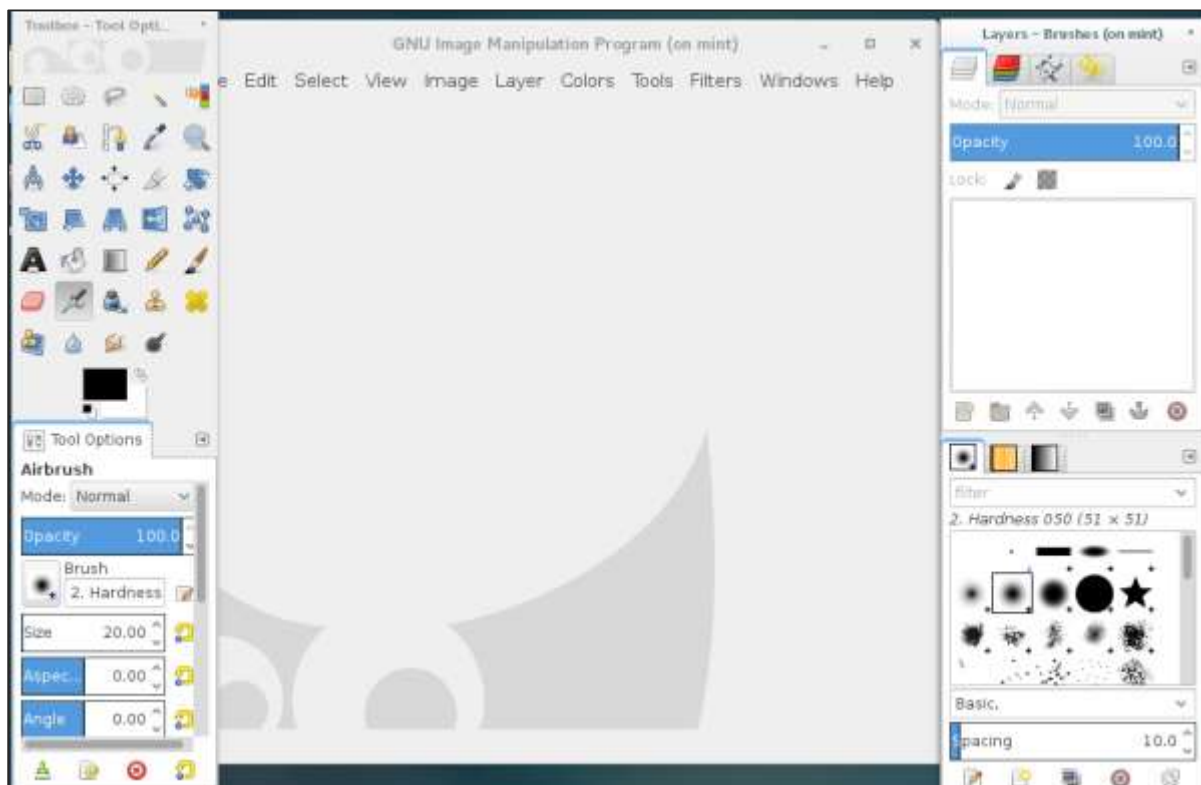 Toolbox - Tool Opti...
GNU Image Manipulation Program (on mint)
e Edit Select View Image Layer Colors Tools Filters Windows Help
Tool Options
Airbrush
Mode: Normal
Opacity 100.0
Brush
2. Hardness
Size 20.00
Aspec... 0.00
Angle 0.00
Layers - Brushes (on mint)
Mode: Normal
Opacity 100.0
Lock:
filter
2. Hardness 050 (51 × 51)
Basic,
Spacing 10.0